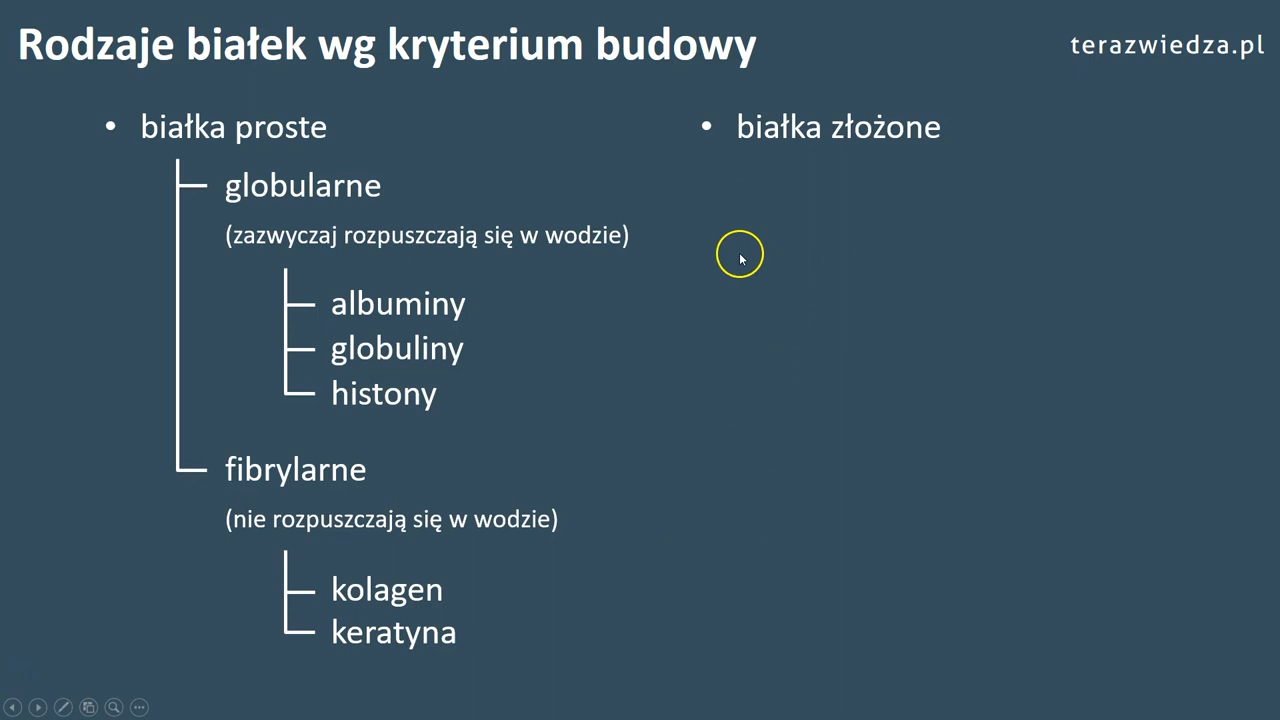 Rodzaje białek wg kryterium budowy
terazwiedza.pl
• białka proste
globularne
(zazwyczaj rozpuszczają się w wodzie)
albuminy
globuliny
histony
fibrylarne
(nie rozpuszczają się w wodzie)
kolagen
keratyna
• białka złożone